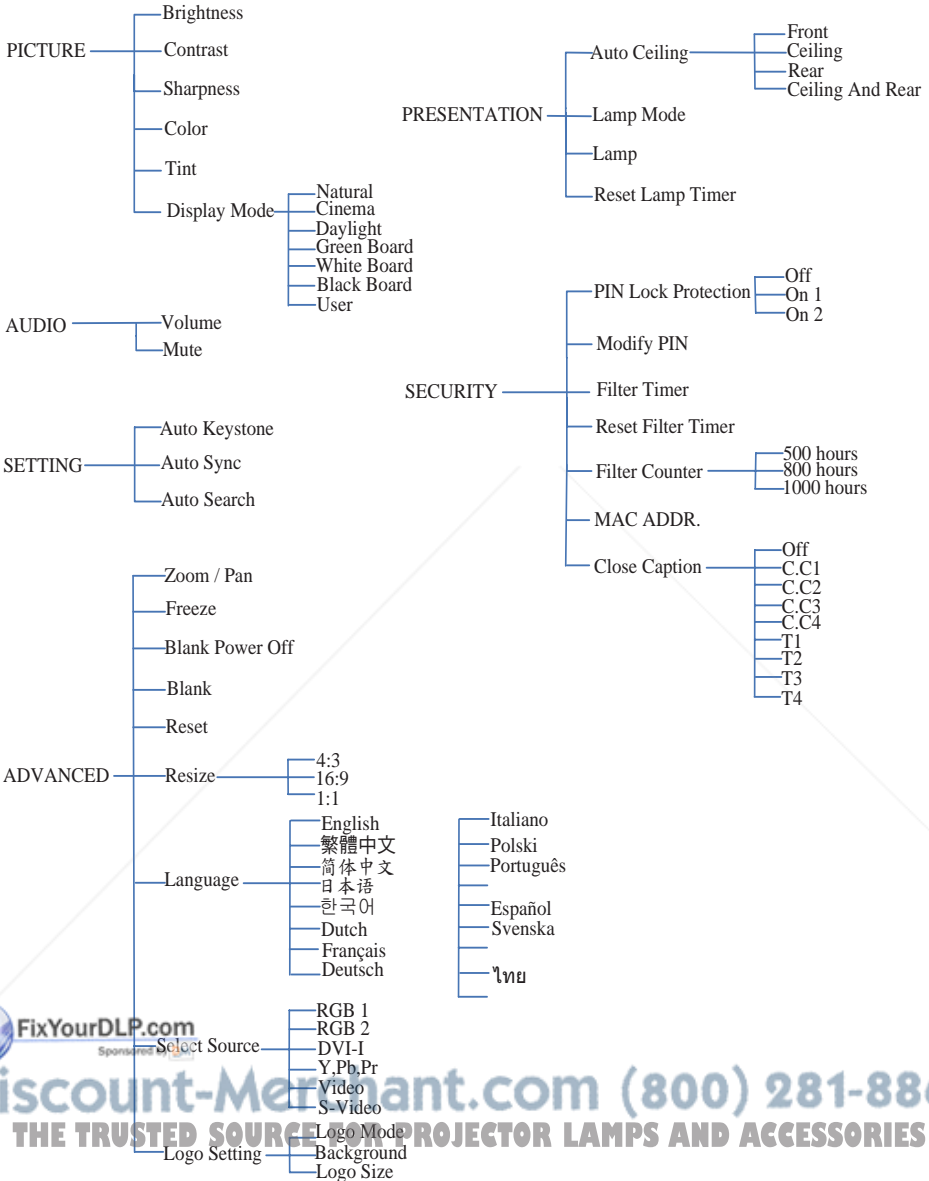 PICTURE
Brightness
Contrast
Sharpness
Color
Tint
Display Mode
Natural
Cinema
Daylight
Green Board
White Board
Black Board
User
AUDIO
Volume
Mute
SETTING
Auto Keystone
Auto Sync
Auto Search
ADVANCED
Zoom / Pan
Freeze
Blank Power Off
Blank
Reset
Resize
4:3
16:9
1:1
Language
English
繁體中文
简体中文
日本语
한국어
Dutch
Français
Deutsch
Italiano
Polski
Português
Español
Svenska
ไทย
Select Source
RGB 1
RGB 2
DVI-I
Y,Pb,Pr
Video
S-Video
Logo Setting
Logo Mode
Background
Logo Size
PRESENTATION
Auto Ceiling
Front
Ceiling
Rear
Ceiling And Rear
Lamp Mode
Lamp
Reset Lamp Timer
SECURITY
PIN Lock Protection
Off
On 1
On 2
Modify PIN
Filter Timer
Reset Filter Timer
Filter Counter
500 hours
800 hours
1000 hours
MAC ADDR.
Close Caption
Off
C.C1
C.C2
C.C3
C.C4
T1
T2
T3
T4
FixYourDLP.com
Sponsored by
iscount-Merchant.com (800) 281-88
THE TRUSTED SOURCE FOR PROJECTOR LAMPS AND ACCESSORIES